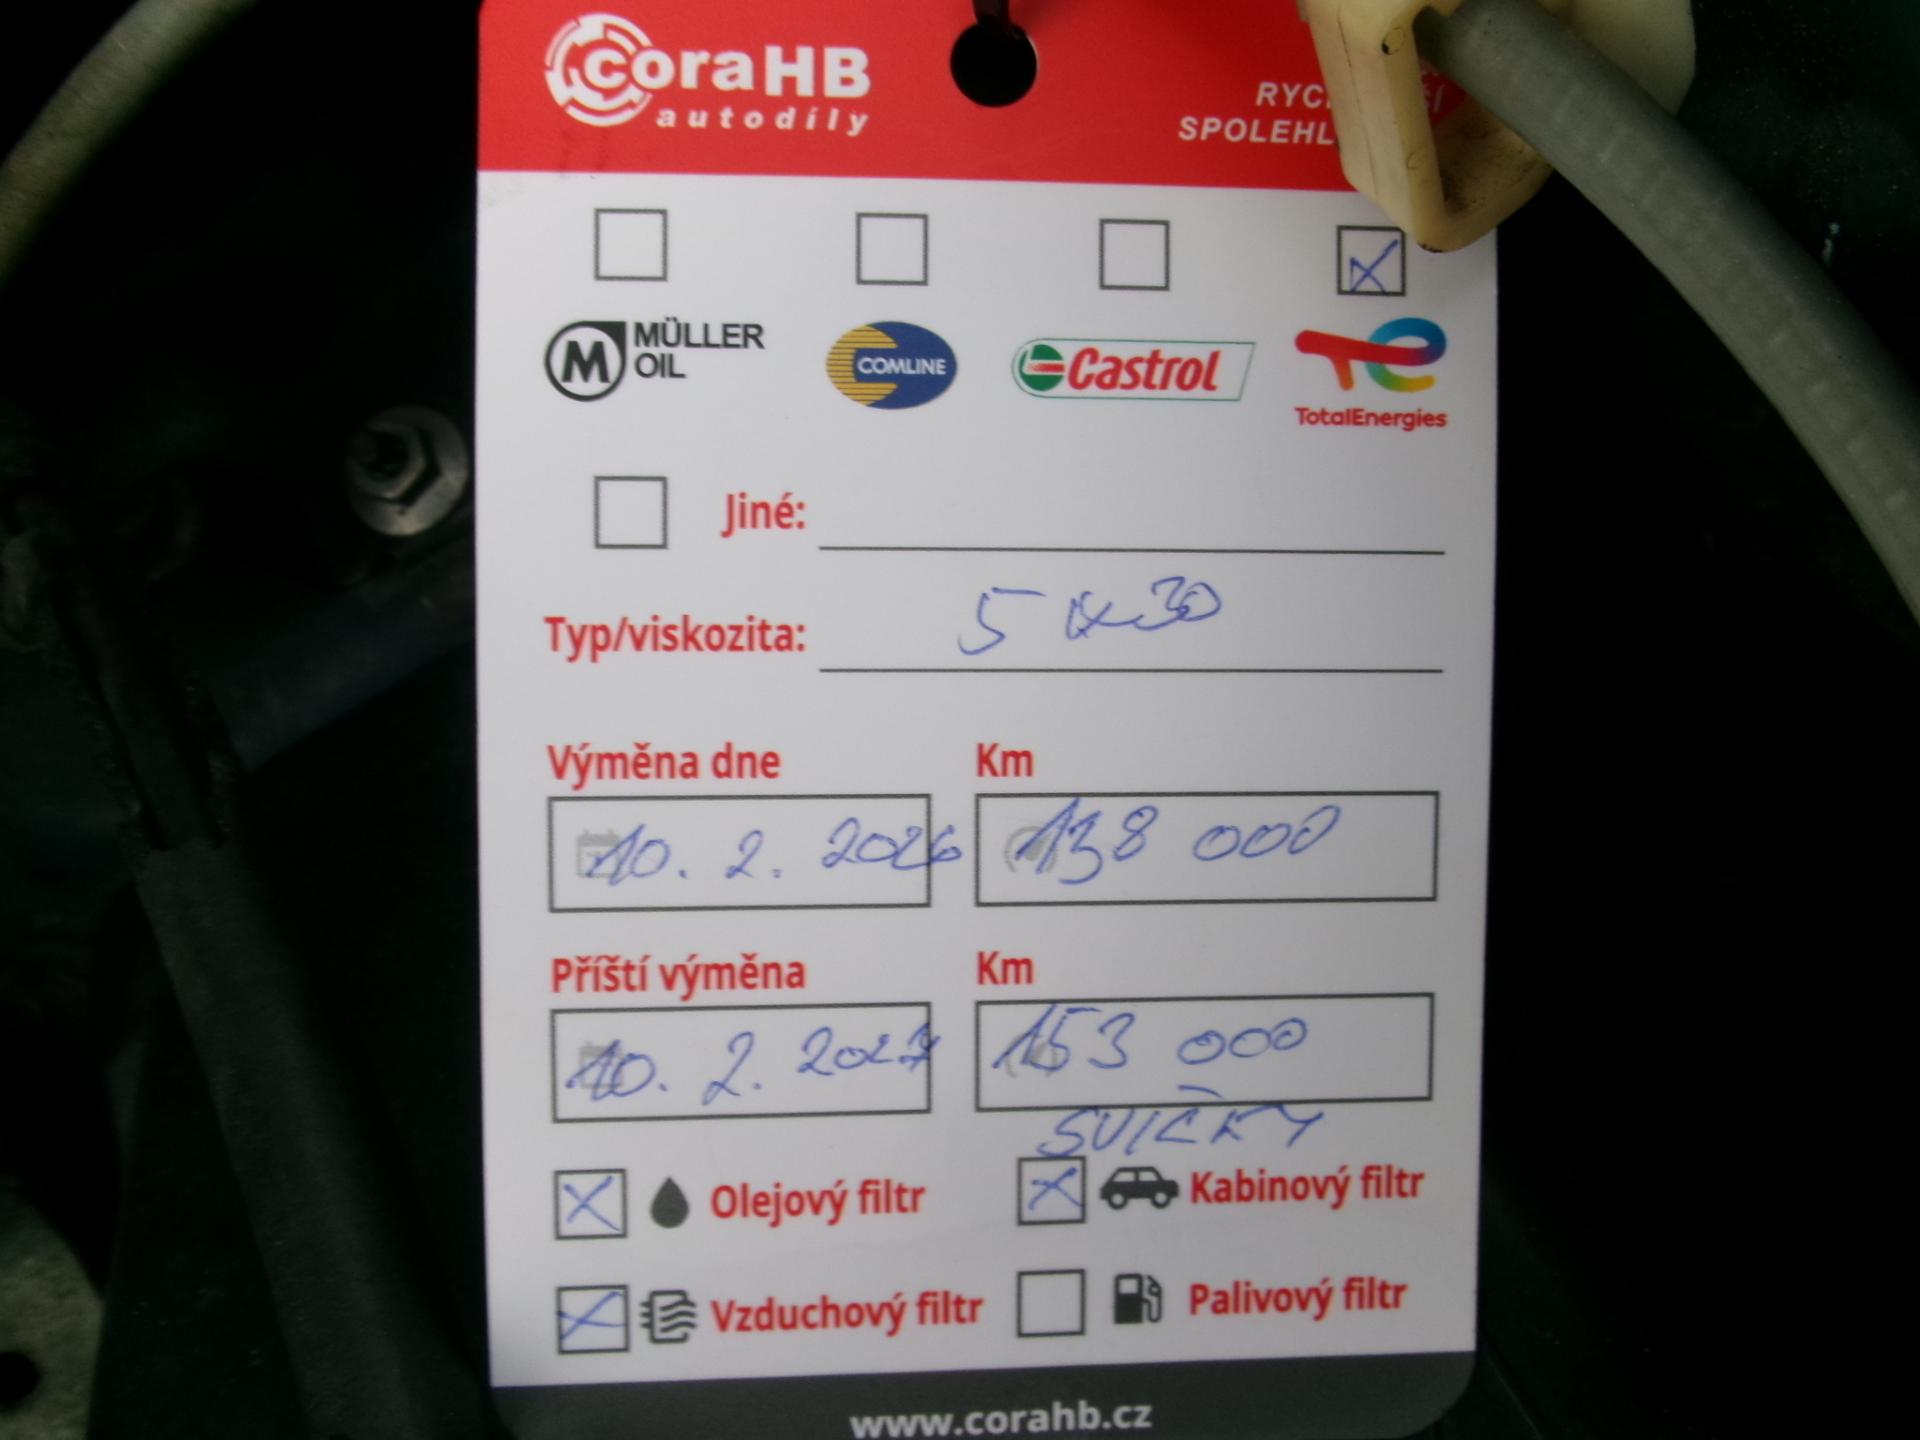 coraHB
autodíly
RYC
SPOLEHL
MÜLLER
OIL
COMLINE
Castrol
TotalEnergies
Jiné:
Typ/viskozita: 5W30
Výměna dne Km
10. 2. 2026 138 000
Příští výměna Km
10. 2. 2027 153 000
SVÍČKY
Olejový filtr Kabinový filtr
Vzduchový filtr Palivový filtr
www.corahb.cz